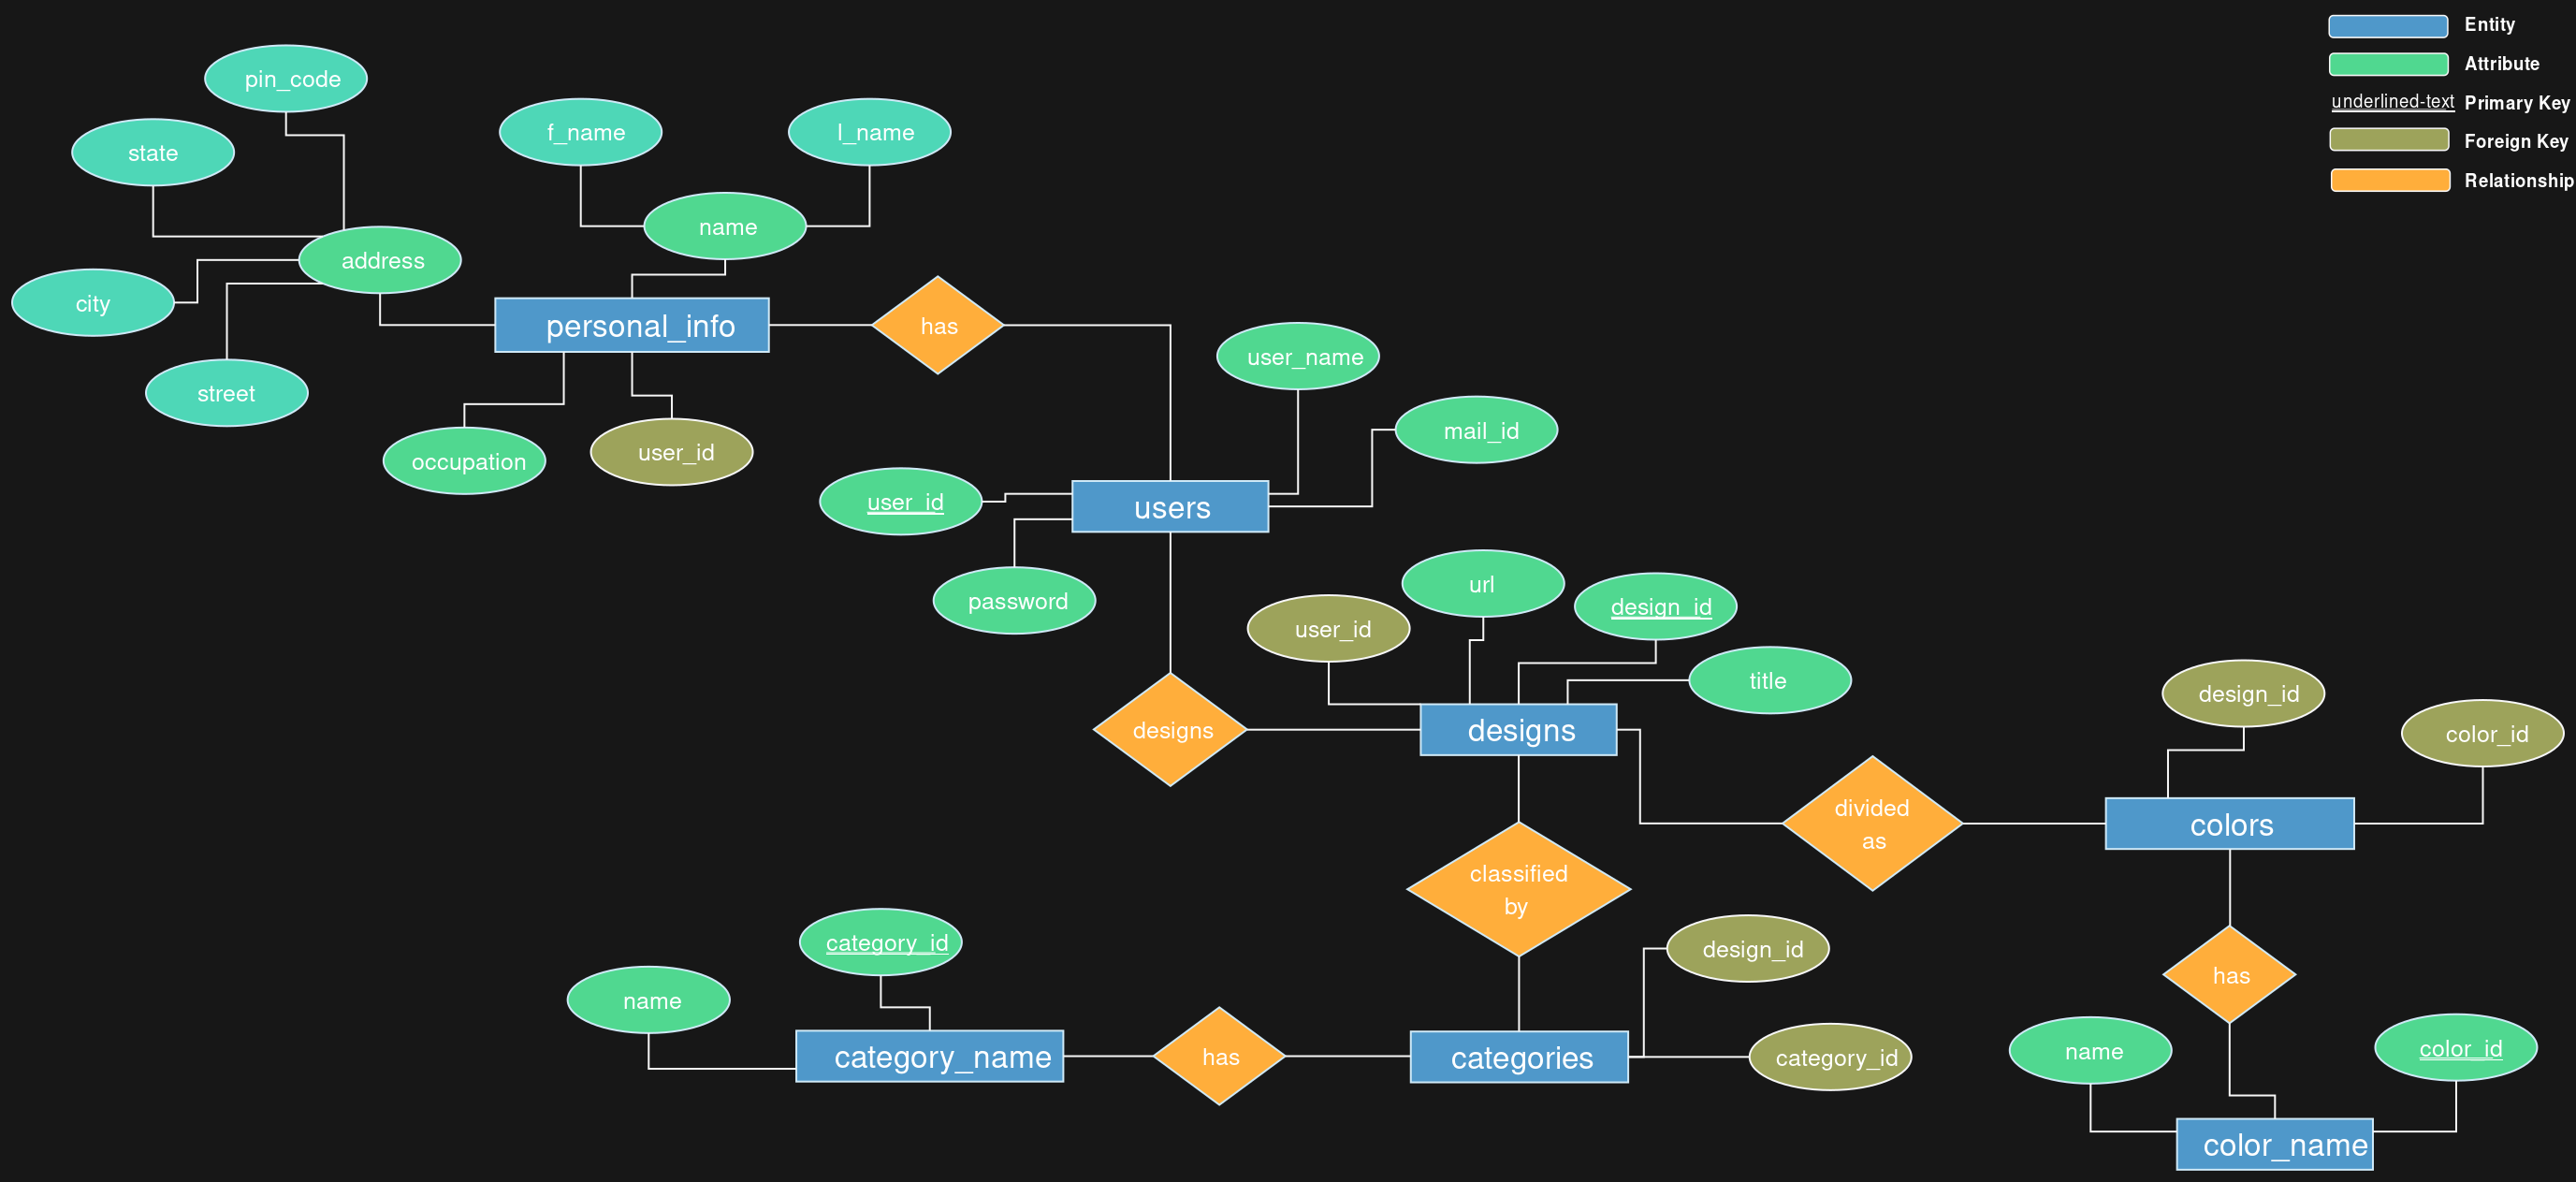 Entity
Attribute
underlined-text Primary Key
Foreign Key
Relationship
pin_code
state
f_name
l_name
name
address
city
street
personal_info
has
occupation
user_id
user_name
mail_id
user_id
users
password
url
design_id
user_id
title
designs
designs
design_id
color_id
divided
as
colors
classified
by
category_id
name
design_id
has
category_name
has
categories
category_id
name
color_id
color_name